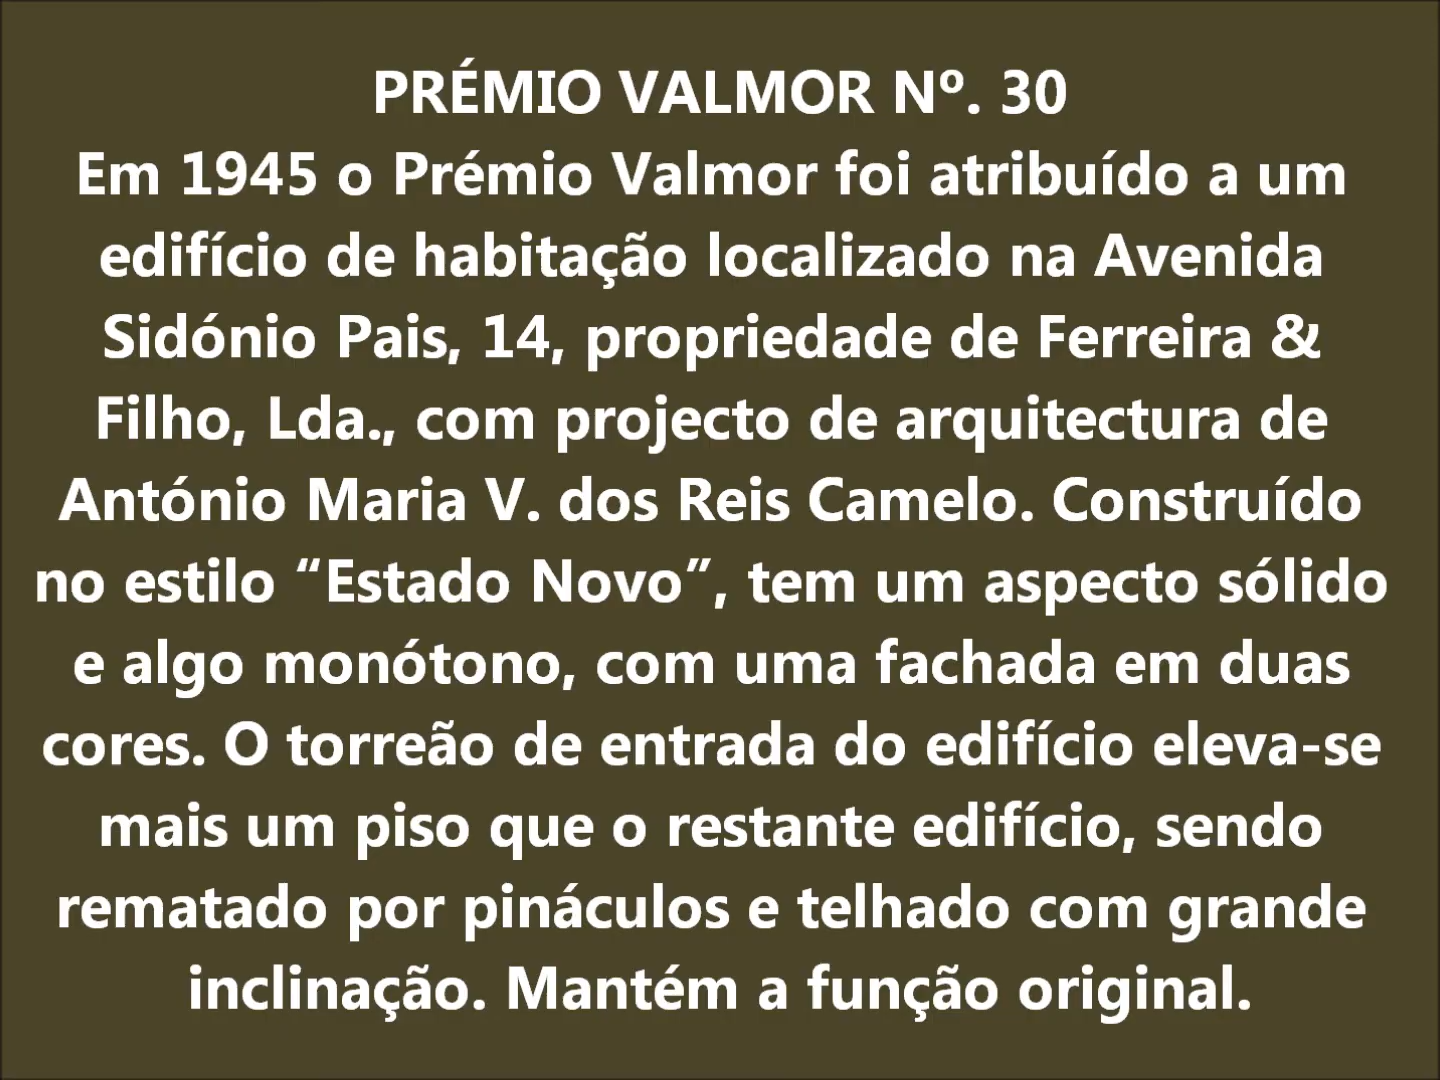 PRÉMIO VALMOR Nº. 30
Em 1945 o Prémio Valmor foi atribuído a um
edifício de habitação localizado na Avenida
Sidónio Pais, 14, propriedade de Ferreira &
Filho, Lda., com projecto de arquitectura de
António Maria V. dos Reis Camelo. Construído
no estilo “Estado Novo”, tem um aspecto sólido
e algo monótono, com uma fachada em duas
cores. O torreão de entrada do edifício eleva-se
mais um piso que o restante edifício, sendo
rematado por pináculos e telhado com grande
inclinação. Mantém a função original.